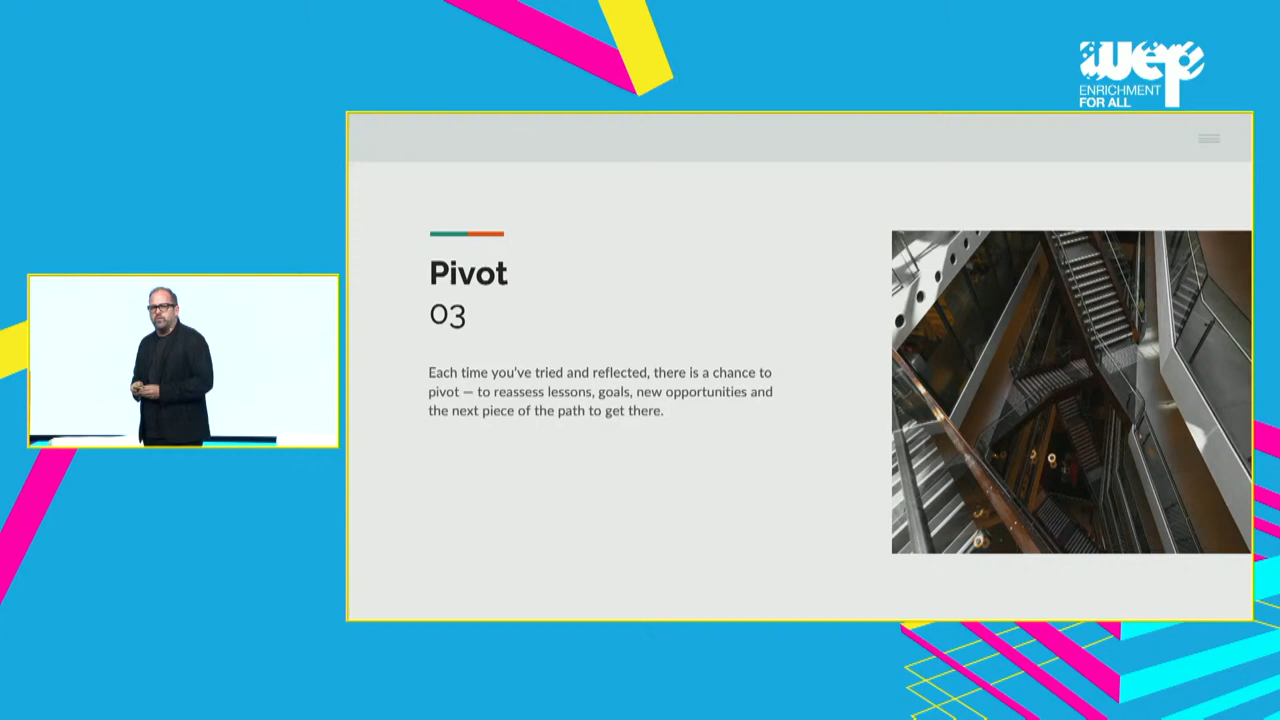 wep
ENRICHMENT
FOR ALL
Pivot
03
Each time you've tried and reflected, there is a chance to
pivot — to reassess lessons, goals, new opportunities and
the next piece of the path to get there.